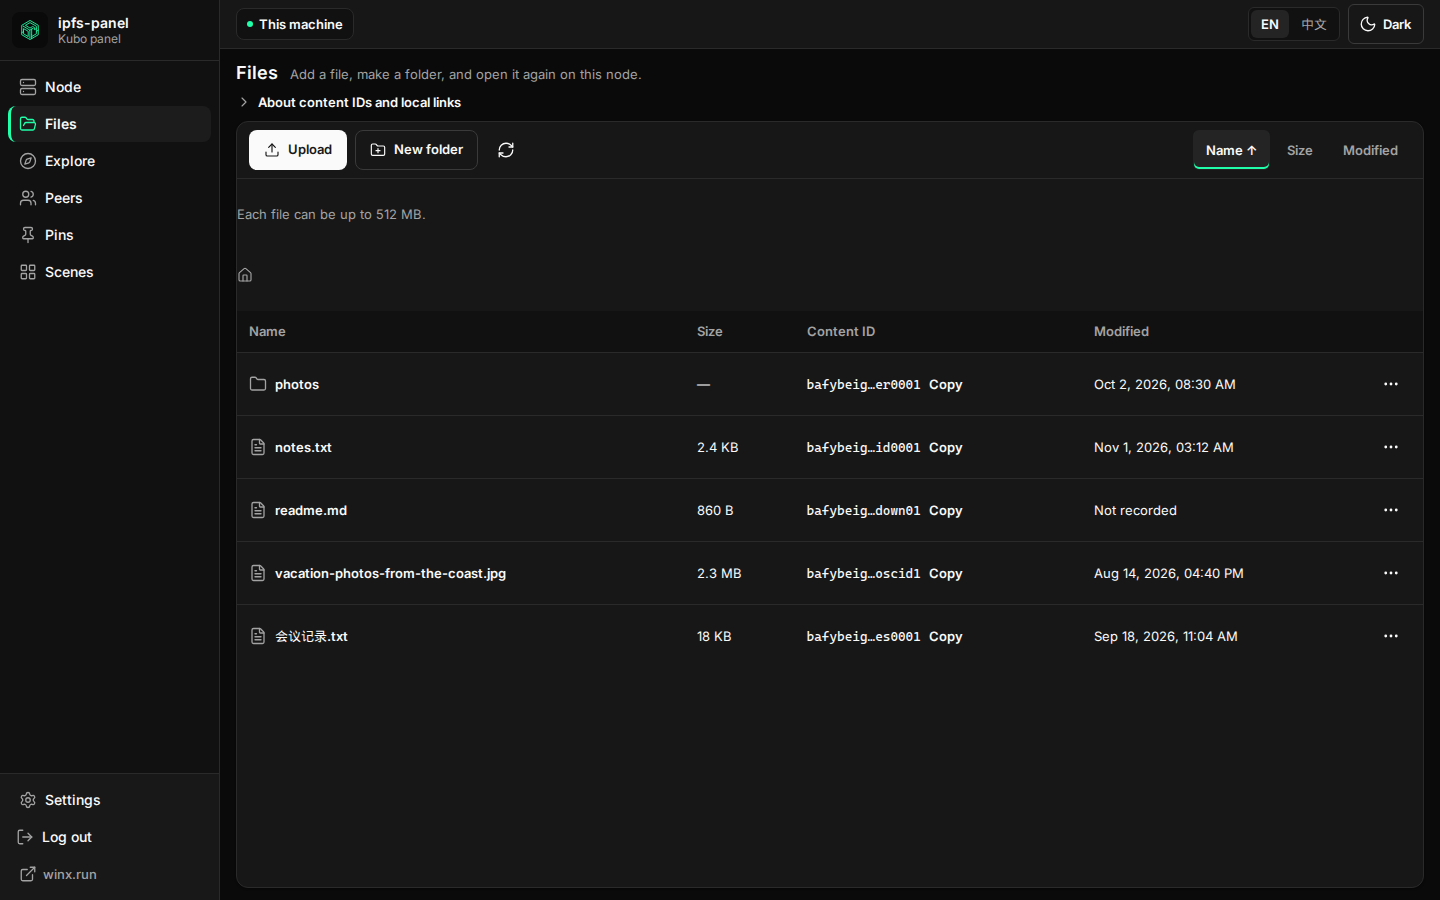 ipfs-panel
Kubo panel
Node
Files
Explore
Peers
Pins
Scenes
Settings
Log out
winx.run
This machine
EN 中文 Dark
Files Add a file, make a folder, and open it again on this node.
About content IDs and local links
Upload New folder Name ↑ Size Modified
Each file can be up to 512 MB.
Name Size Content ID Modified
photos — bafybeig…er0001 Copy Oct 2, 2026, 08:30 AM
notes.txt 2.4 KB bafybeig…id0001 Copy Nov 1, 2026, 03:12 AM
readme.md 860 B bafybeig…down01 Copy Not recorded
vacation-photos-from-the-coast.jpg 2.3 MB bafybeig…oscid1 Copy Aug 14, 2026, 04:40 PM
会议记录.txt 18 KB bafybeig…es0001 Copy Sep 18, 2026, 11:04 AM